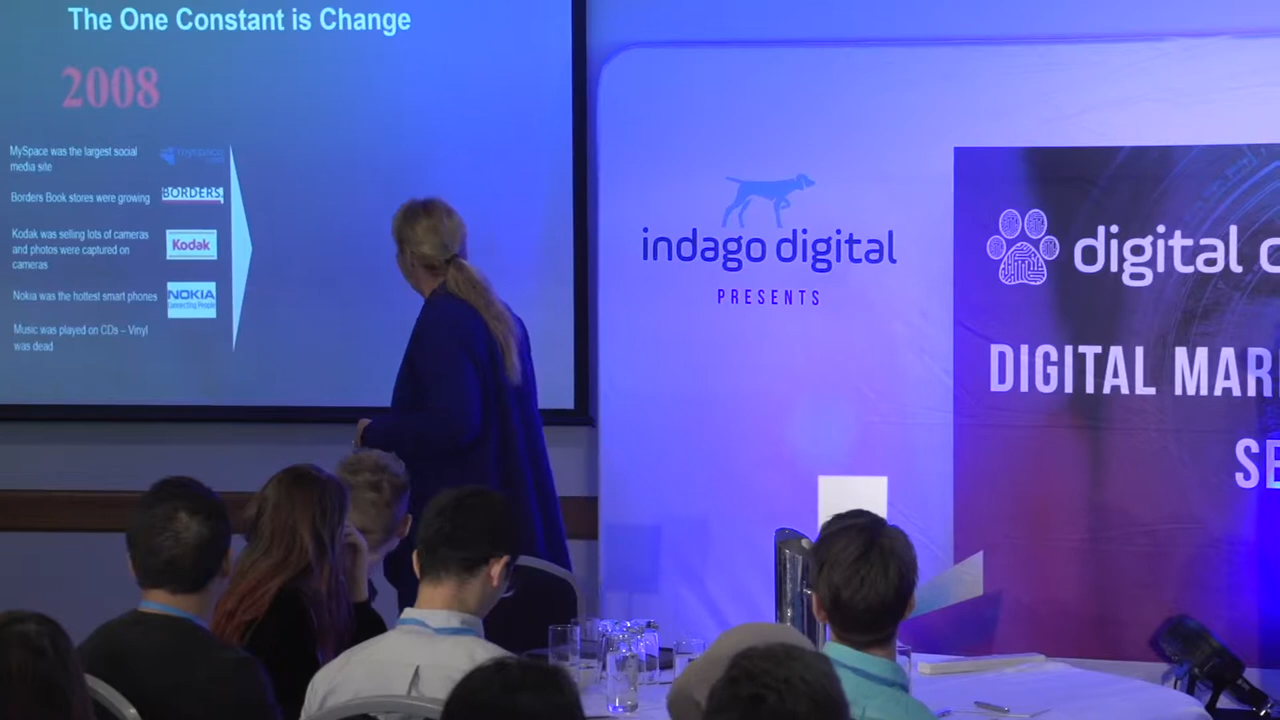 The One Constant is Change
2008
MySpace was the largest social
media site
myspace
Borders Book stores were growing
BORDERS
Kodak was selling lots of cameras
and photos were captured on
cameras
Kodak
Nokia was the hottest smart phones
NOKIA
Connecting People
Music was played on CDs – Vinyl
was dead
indago digital
PRESENTS
digital c
DIGITAL MAR
SE